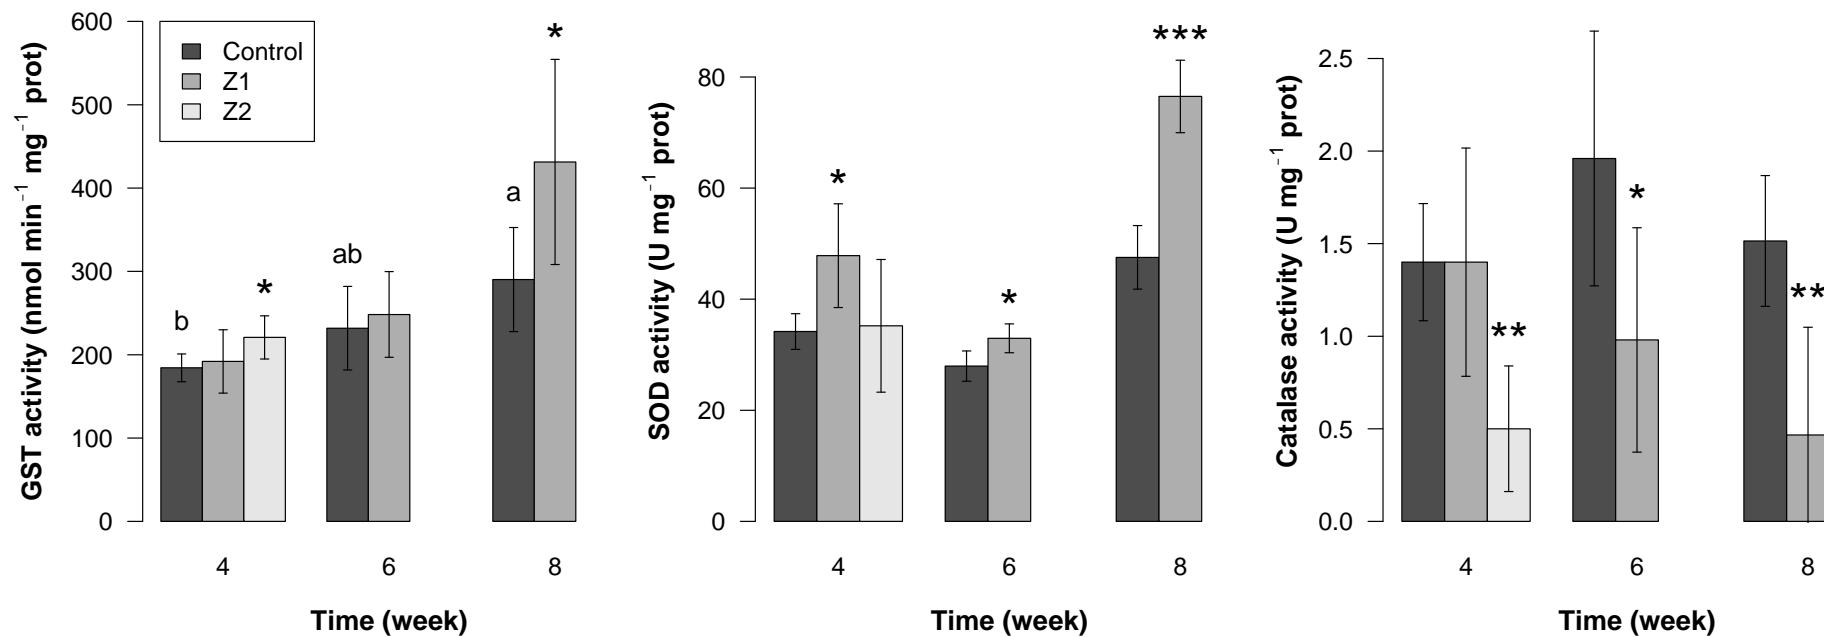 GST activity (nmol min⁻¹ mg⁻¹ prot)
600
500
400
300
200
100
0
Control
Z1
Z2
b
*
ab
a
*
4 6 8
Time (week)
SOD activity (U mg⁻¹ prot)
80
60
40
20
0
*
*
***
4 6 8
Time (week)
Catalase activity (U mg⁻¹ prot)
2.5
2.0
1.5
1.0
0.5
0.0
**
*
**
4 6 8
Time (week)